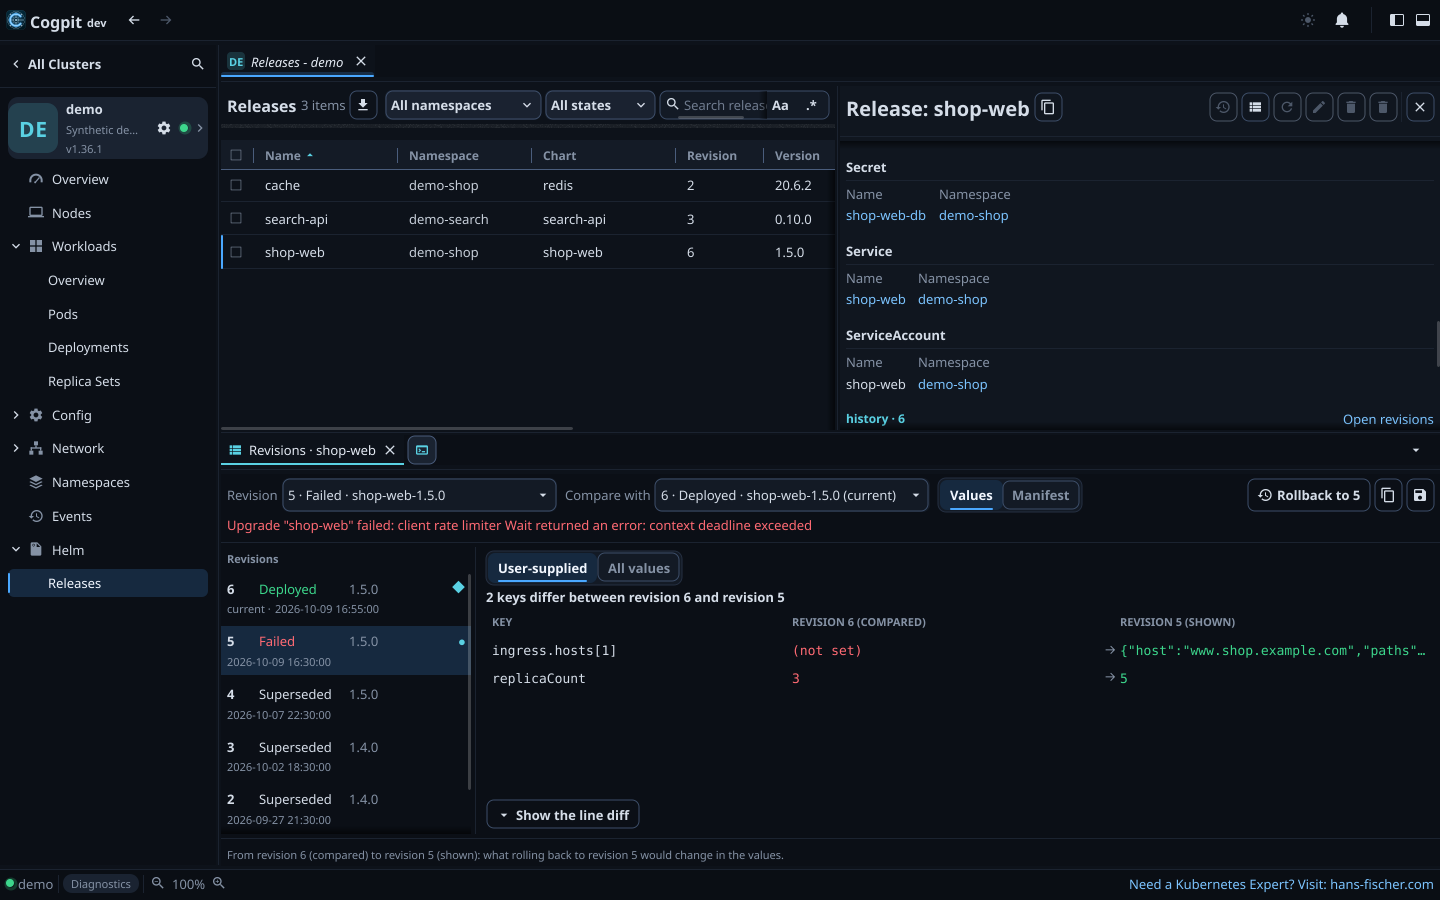 Cogpit dev
All Clusters
DE Releases - demo
DE
demo
Synthetic de...
v1.36.1
Overview
Nodes
Workloads
Overview
Pods
Deployments
Replica Sets
Config
Network
Namespaces
Events
Helm
Releases
Releases 3 items
All namespaces
All states
Search releas
Aa
.*
Name Namespace Chart Revision Version
cache demo-shop redis 2 20.6.2
search-api demo-search search-api 3 0.10.0
shop-web demo-shop shop-web 6 1.5.0
Release: shop-web
Secret
Name Namespace
shop-web-db demo-shop
Service
Name Namespace
shop-web demo-shop
ServiceAccount
Name Namespace
shop-web demo-shop
history · 6 Open revisions
Revisions · shop-web
Revision 5 · Failed · shop-web-1.5.0 Compare with 6 · Deployed · shop-web-1.5.0 (current) Values Manifest Rollback to 5
Upgrade "shop-web" failed: client rate limiter Wait returned an error: context deadline exceeded
Revisions
6 Deployed 1.5.0
current · 2026-10-09 16:55:00
5 Failed 1.5.0
2026-10-09 16:30:00
4 Superseded 1.5.0
2026-10-07 22:30:00
3 Superseded 1.4.0
2026-10-02 18:30:00
2 Superseded 1.4.0
2026-09-27 21:30:00
User-supplied All values
2 keys differ between revision 6 and revision 5
KEY REVISION 6 (COMPARED) REVISION 5 (SHOWN)
ingress.hosts[1] (not set) → {"host":"www.shop.example.com","paths"…
replicaCount 3 → 5
Show the line diff
From revision 6 (compared) to revision 5 (shown): what rolling back to revision 5 would change in the values.
demo Diagnostics 100% Need a Kubernetes Expert? Visit: hans-fischer.com